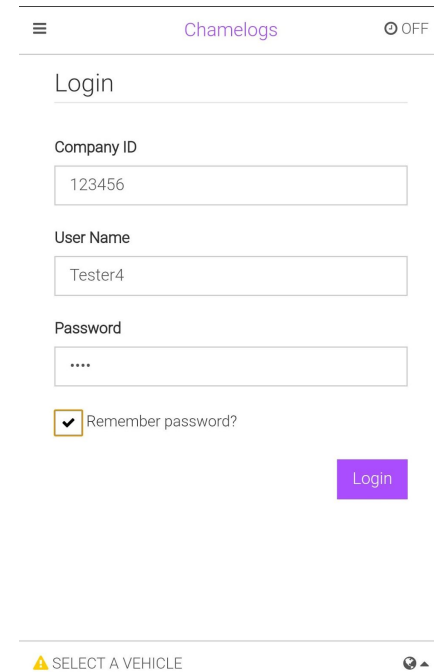 Chamelogs
OFF
Login
Company ID
123456
User Name
Tester4
Password
••••
Remember password?
Login
SELECT A VEHICLE